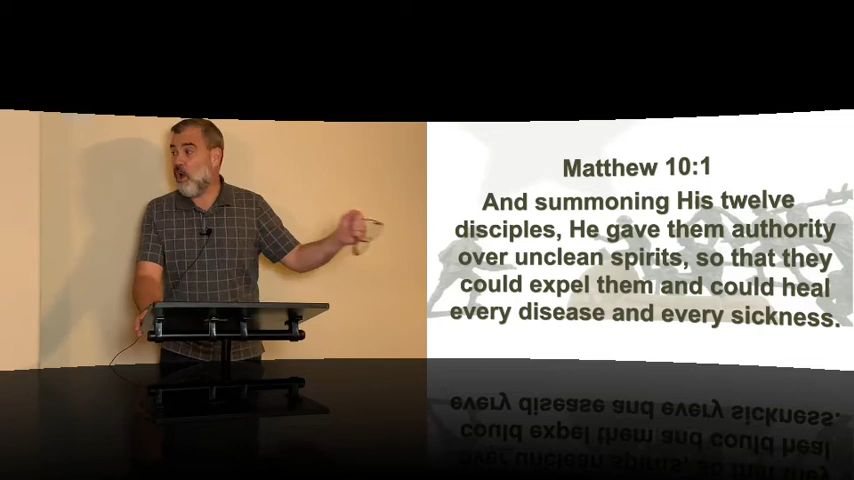 Matthew 10:1
And summoning His twelve
disciples, He gave them authority
over unclean spirits, so that they
could expel them and could heal
every disease and every sickness.